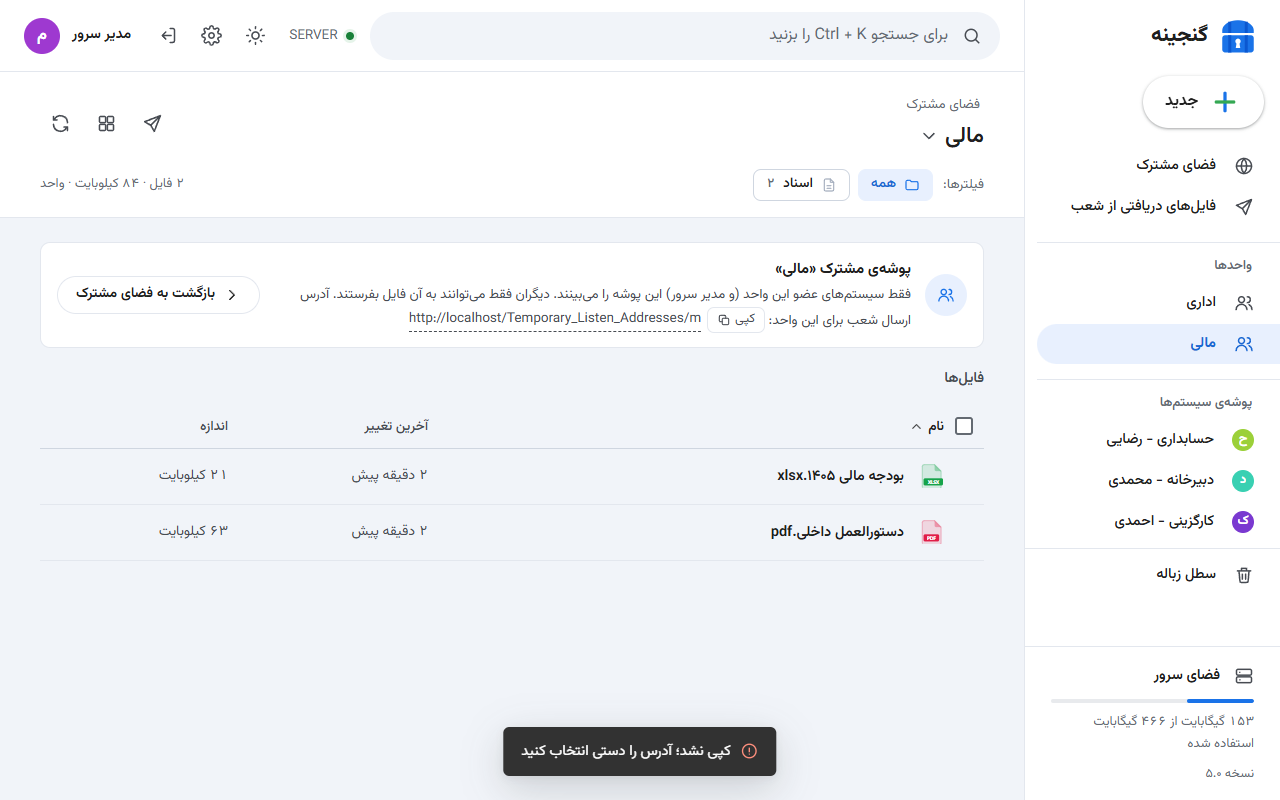 گنجینه
برای جستجو Ctrl + K را بزنید
SERVER
مدیر سرور
م
جدید
فضای مشترک
فایل‌های دریافتی از شعب
واحدها
اداری
مالی
پوشه‌ی سیستم‌ها
ح
حسابداری - رضایی
د
دبیرخانه - محمدی
ک
کارگزینی - احمدی
سطل زباله
فضای سرور
۱۵۳ گیگابایت از ۴۶۶ گیگابایت
استفاده شده
نسخه ۵.۰
فضای مشترک
مالی
فیلترها: همه اسناد ۲
۲ فایل · ۸۴ کیلوبایت · واحد
پوشه‌ی مشترک «مالی»
فقط سیستم‌های عضو این واحد (و مدیر سرور) این پوشه را می‌بینند. دیگران فقط می‌توانند به آن فایل بفرستند. آدرس
ارسال شعب برای این واحد: کپی http://localhost/Temporary_Listen_Addresses/m
بازگشت به فضای مشترک
فایل‌ها
نام آخرین تغییر اندازه
XLSX بودجه مالی ۱۴۰۵.xlsx ۲ دقیقه پیش ۲۱ کیلوبایت
PDF دستورالعمل داخلی.pdf ۲ دقیقه پیش ۶۳ کیلوبایت
کپی نشد؛ آدرس را دستی انتخاب کنید